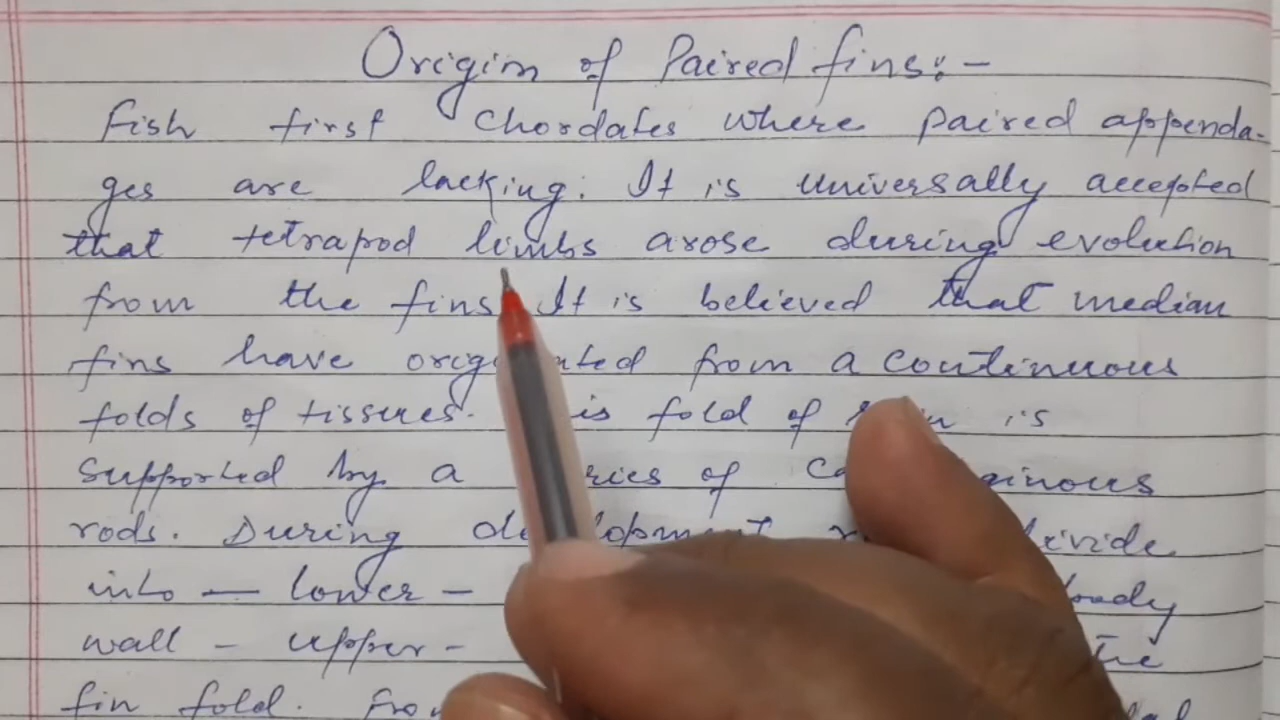 Origin of Paired fins:-
Fish first Chordates where paired appenda-
ges are lacking. It is universally accepted
that tetrapod limbs arose during evolution
from the fins It is believed that median
fins have from a continuous
folds of tissues. fold of is
supported by a of
rods. During
into — lower - body
wall - upper- the
fin fold.